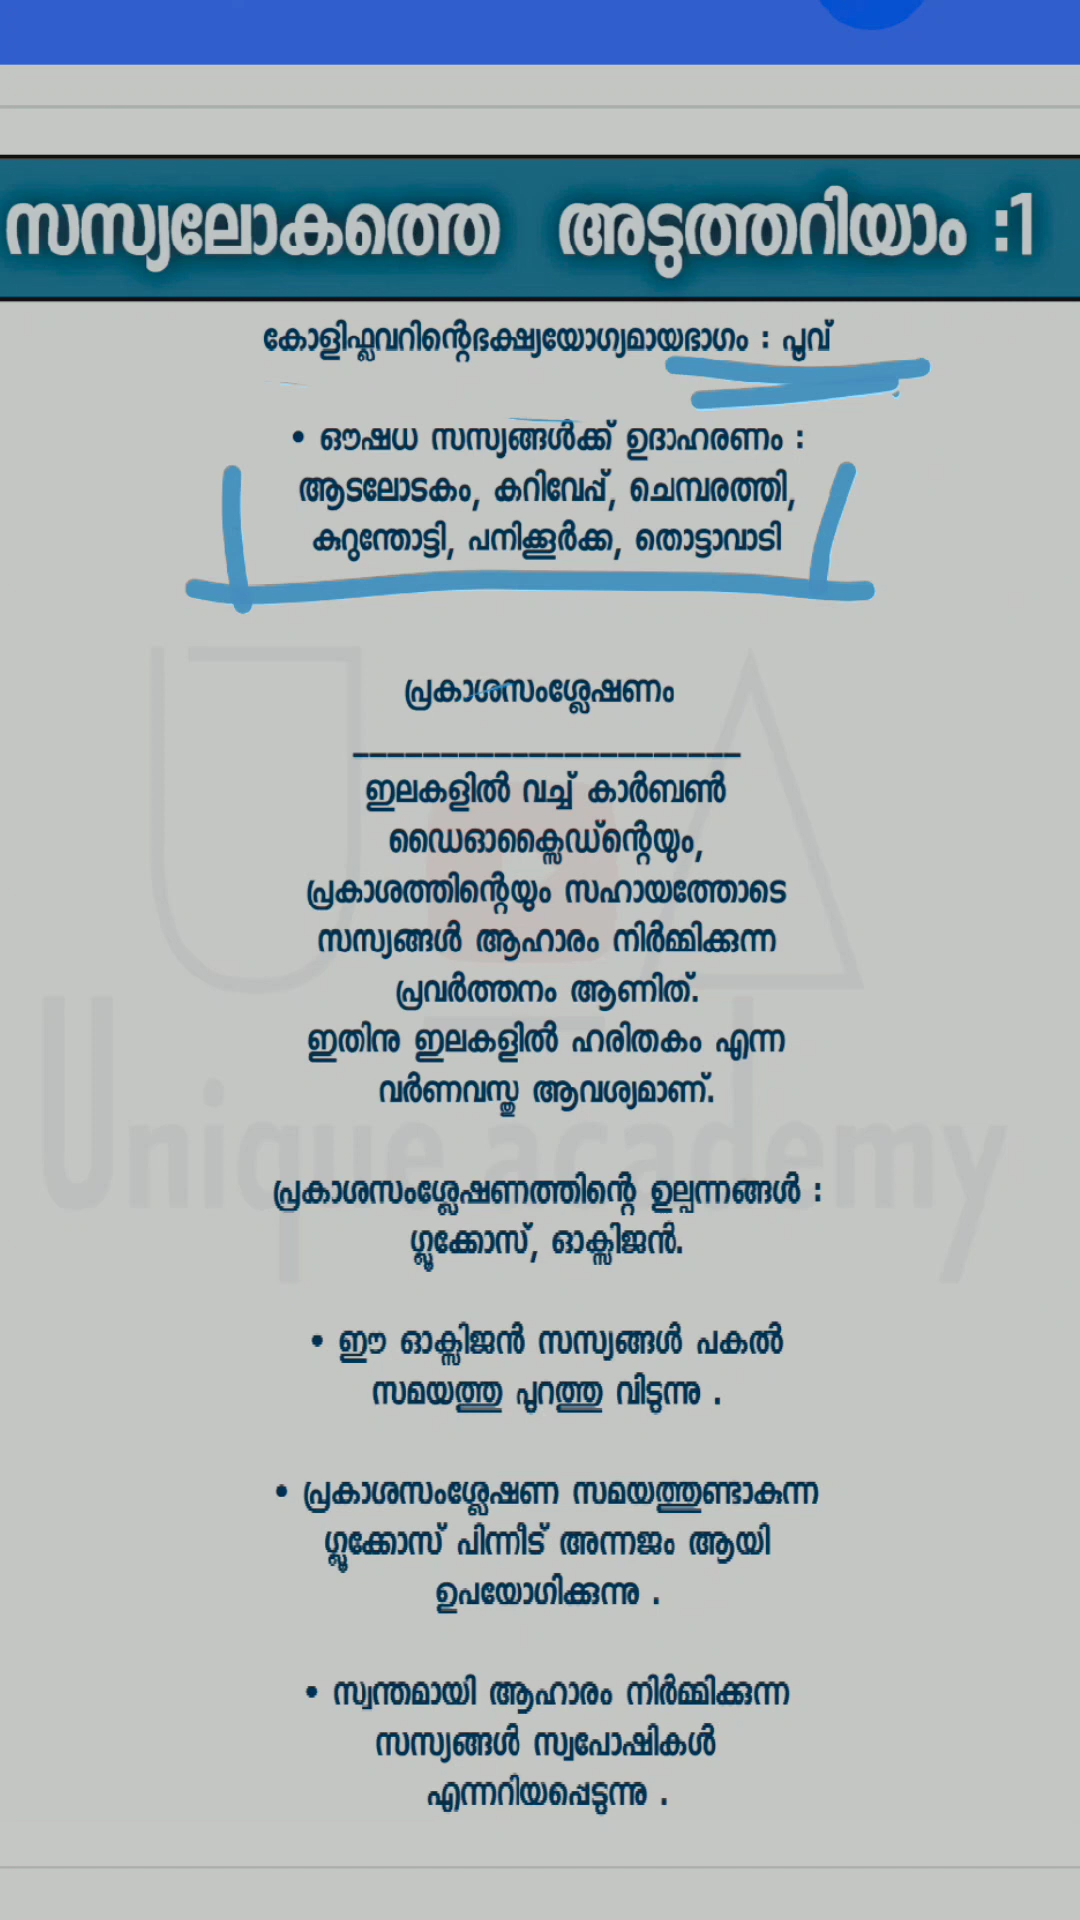 സസ്യലോകത്തെ അടുത്തറിയാം :1
കോളിഫ്ലവറിന്റെഭക്ഷ്യയോഗ്യമായഭാഗം : പൂവ്
• ഔഷധ സസ്യങ്ങൾക്ക് ഉദാഹരണം :
ആടലോടകം, കറിവേപ്പ്, ചെമ്പരത്തി,
കുറുന്തോട്ടി, പനിക്കൂർക്ക, തൊട്ടാവാടി
പ്രകാശസംശ്ലേഷണം
______________________
ഇലകളിൽ വച്ച് കാർബൺ
ഡൈഓക്സൈഡ്ന്റെയും,
പ്രകാശത്തിന്റെയും സഹായത്തോടെ
സസ്യങ്ങൾ ആഹാരം നിർമ്മിക്കുന്ന
പ്രവർത്തനം ആണിത്.
ഇതിനു ഇലകളിൽ ഹരിതകം എന്ന
വർണവസ്തു ആവശ്യമാണ്.
പ്രകാശസംശ്ലേഷണത്തിന്റെ ഉല്പന്നങ്ങൾ :
ഗ്ലൂക്കോസ്, ഓക്സിജൻ.
• ഈ ഓക്സിജൻ സസ്യങ്ങൾ പകൽ
സമയത്തു പുറത്തു വിടുന്നു .
• പ്രകാശസംശ്ലേഷണ സമയത്തുണ്ടാകുന്ന
ഗ്ലൂക്കോസ് പിന്നീട് അന്നജം ആയി
ഉപയോഗിക്കുന്നു .
• സ്വന്തമായി ആഹാരം നിർമ്മിക്കുന്ന
സസ്യങ്ങൾ സ്വപോഷികൾ
എന്നറിയപ്പെടുന്നു .
Unique academy